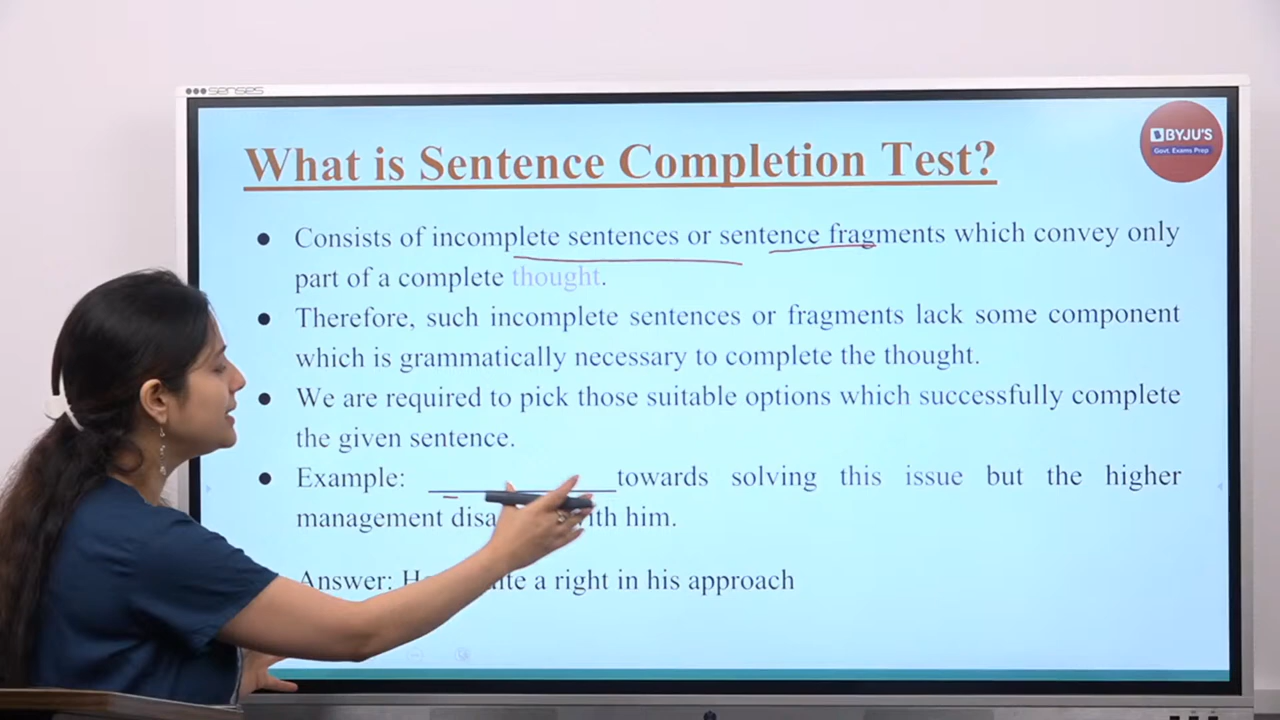 senses
BYJU'S
Govt. Exams Prep
What is Sentence Completion Test?
● Consists of incomplete sentences or sentence fragments which convey only
part of a complete thought.
● Therefore, such incomplete sentences or fragments lack some component
which is grammatically necessary to complete the thought.
● We are required to pick those suitable options which successfully complete
the given sentence.
● Example: ____________ towards solving this issue but the higher
management him.
Answer: a right in his approach